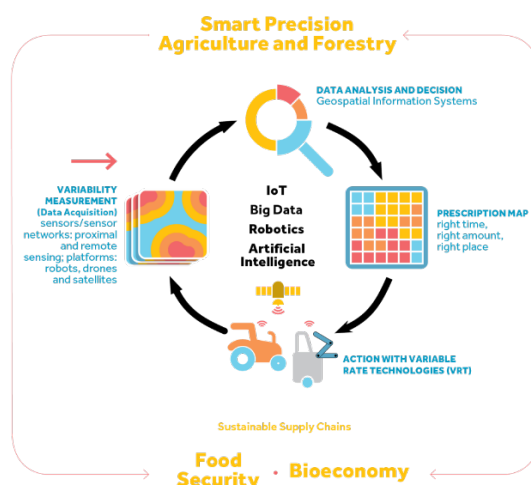 Smart Precision
Agriculture and Forestry
DATA ANALYSIS AND DECISION
Geospatial Information Systems
VARIABILITY
MEASUREMENT
(Data Acquisition)
sensors/sensor
networks: proximal
and remote
sensing; platforms:
robots, drones
and satellites
IoT
Big Data
Robotics
Artificial
Intelligence
PRESCRIPTION MAP
right time,
right amount,
right place
ACTION WITH VARIABLE
RATE TECHNOLOGIES (VRT)
Sustainable Supply Chains
Food
Security · Bioeconomy